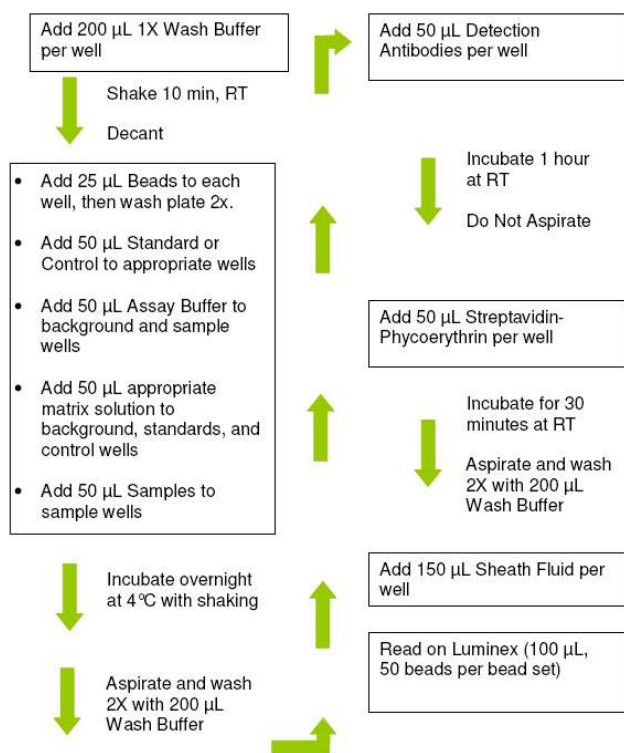 Add 200 µL 1X Wash Buffer
per well
Shake 10 min, RT
Decant
• Add 25 µL Beads to each
well, then wash plate 2x.
• Add 50 µL Standard or
Control to appropriate wells
• Add 50 µL Assay Buffer to
background and sample
wells
• Add 50 µL appropriate
matrix solution to
background, standards, and
control wells
• Add 50 µL Samples to
sample wells
Incubate overnight
at 4°C with shaking
Aspirate and wash
2X with 200 µL
Wash Buffer
Add 50 µL Detection
Antibodies per well
Incubate 1 hour
at RT
Do Not Aspirate
Add 50 µL Streptavidin-
Phycoerythrin per well
Incubate for 30
minutes at RT
Aspirate and wash
2X with 200 µL
Wash Buffer
Add 150 µL Sheath Fluid per
well
Read on Luminex (100 µL,
50 beads per bead set)